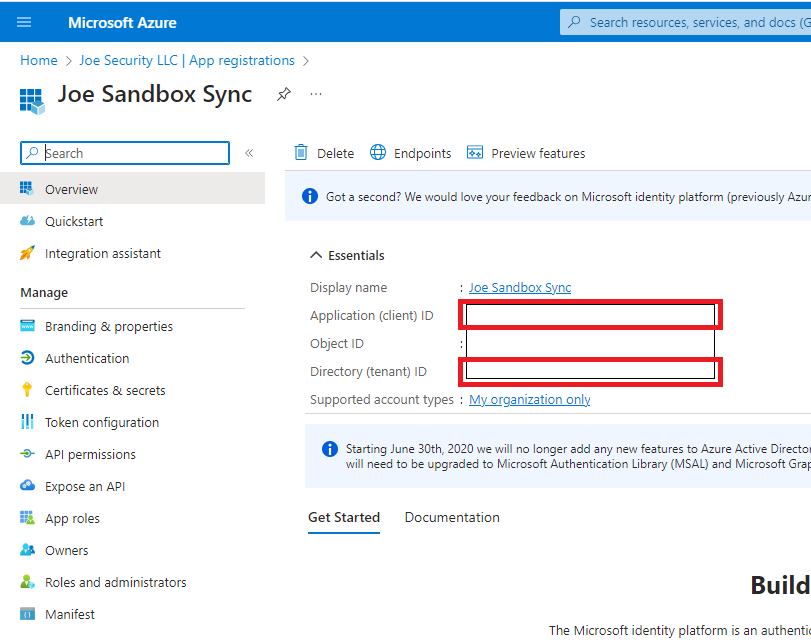 Microsoft Azure
Search resources, services, and docs (G
Home > Joe Security LLC | App registrations >
Joe Sandbox Sync
...
Search
«
Delete
Endpoints
Preview features
Overview
Quickstart
Integration assistant
Manage
Branding & properties
Authentication
Certificates & secrets
Token configuration
API permissions
Expose an API
App roles
Owners
Roles and administrators
Manifest
Got a second? We would love your feedback on Microsoft identity platform (previously Azur
Essentials
Display name : Joe Sandbox Sync
Application (client) ID
Object ID :
Directory (tenant) ID
Supported account types : My organization only
Starting June 30th, 2020 we will no longer add any new features to Azure Active Director
will need to be upgraded to Microsoft Authentication Library (MSAL) and Microsoft Grap
Get Started
Documentation
Build
The Microsoft identity platform is an authentic